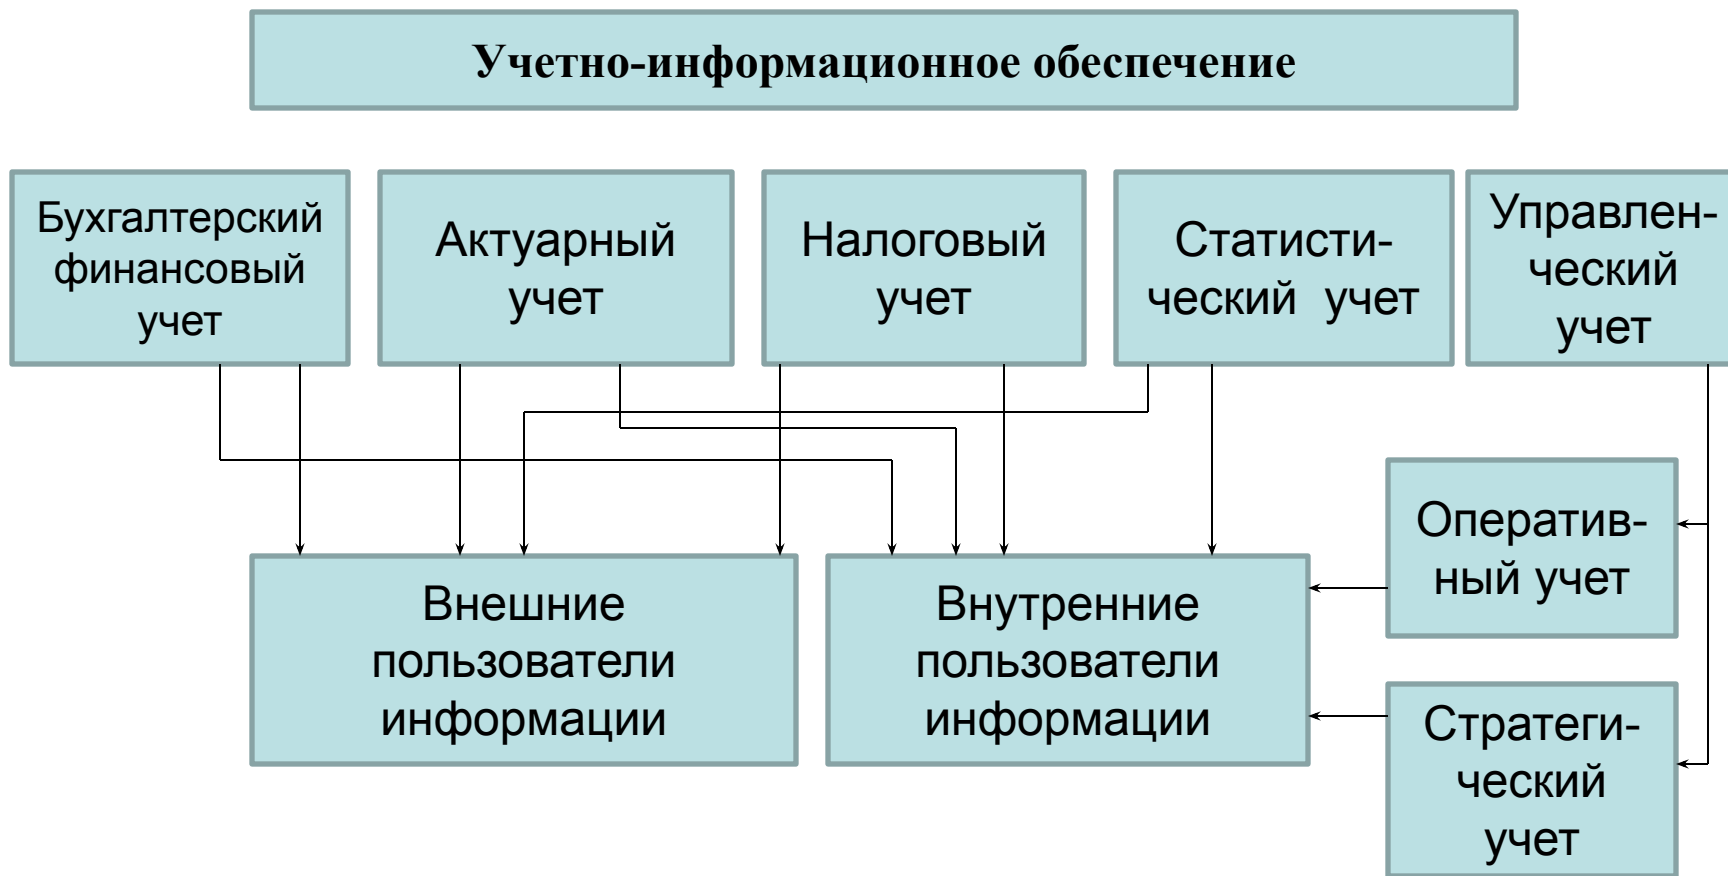 Учетно-информационное обеспечение
Бухгалтерский
финансовый
учет
Актуарный
учет
Налоговый
учет
Статисти-
ческий учет
Управлен-
ческий
учет
Оператив-
ный учет
Внешние
пользователи
информации
Внутренние
пользователи
информации
Стратеги-
ческий
учет